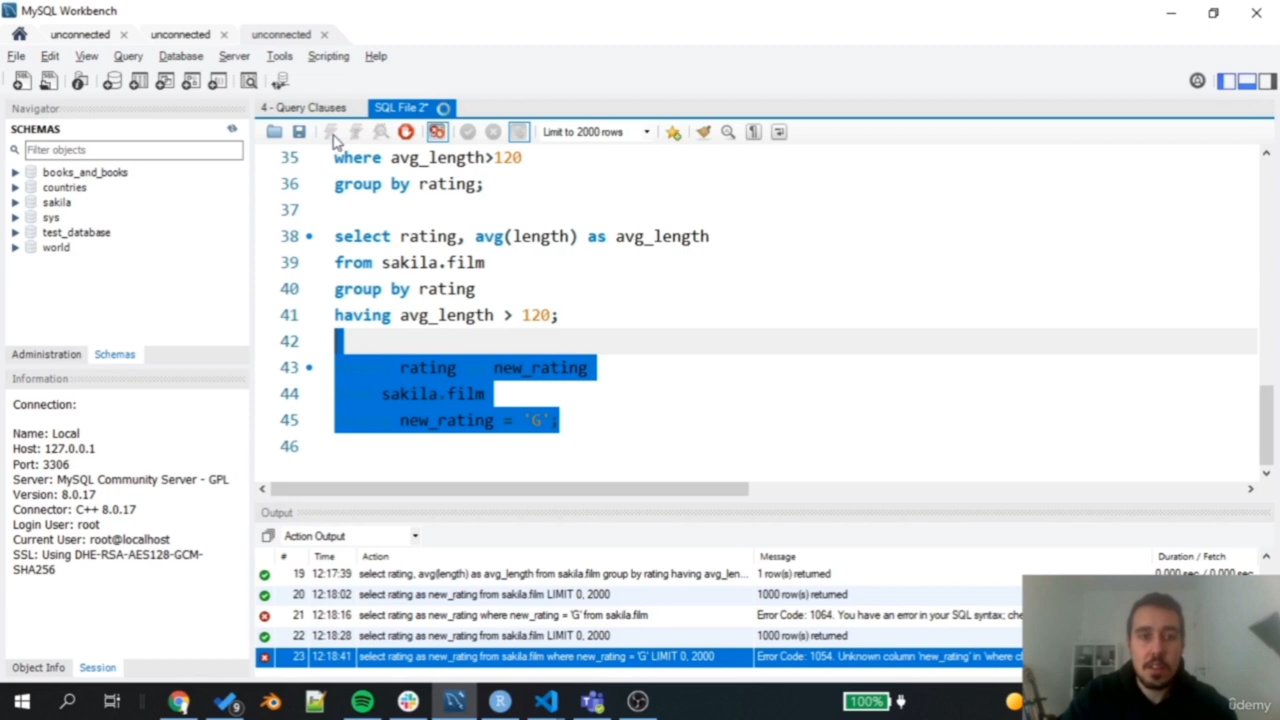 MySQL Workbench
unconnected unconnected unconnected
File Edit View Query Database Server Tools Scripting Help
Navigator
SCHEMAS
Filter objects
books_and_books
countries
sakila
sys
test_database
world
Administration Schemas
Information
Connection:
Name: Local
Host: 127.0.0.1
Port: 3306
Server: MySQL Community Server - GPL
Version: 8.0.17
Connector: C++ 8.0.17
Login User: root
Current User: root@localhost
SSL: Using DHE-RSA-AES128-GCM-
SHA256
Object Info Session
4 - Query Clauses SQL File 2*
Limit to 2000 rows
35 where avg_length>120
36 group by rating;
37
38 select rating, avg(length) as avg_length
39 from sakila.film
40 group by rating
41 having avg_length > 120;
42
43 rating new_rating
44 sakila.film
45 new_rating = 'G';
46
Output
Action Output
# Time Action Message Duration / Fetch
19 12:17:39 select rating, avg(length) as avg_length from sakila.film group by rating having avg_len... 1 row(s) returned 0.000 sec / 0.000 sec
20 12:18:02 select rating as new_rating from sakila.film LIMIT 0, 2000 1000 row(s) returned
21 12:18:16 select rating as new_rating where new_rating = 'G' from sakila.film Error Code: 1064. You have an error in your SQL syntax; che
22 12:18:28 select rating as new_rating from sakila.film LIMIT 0, 2000 1000 row(s) returned
23 12:18:41 select rating as new_rating from sakila.film where new_rating = 'G' LIMIT 0, 2000 Error Code: 1054. Unknown column 'new_rating' in 'where c
9
100%
ûdemy